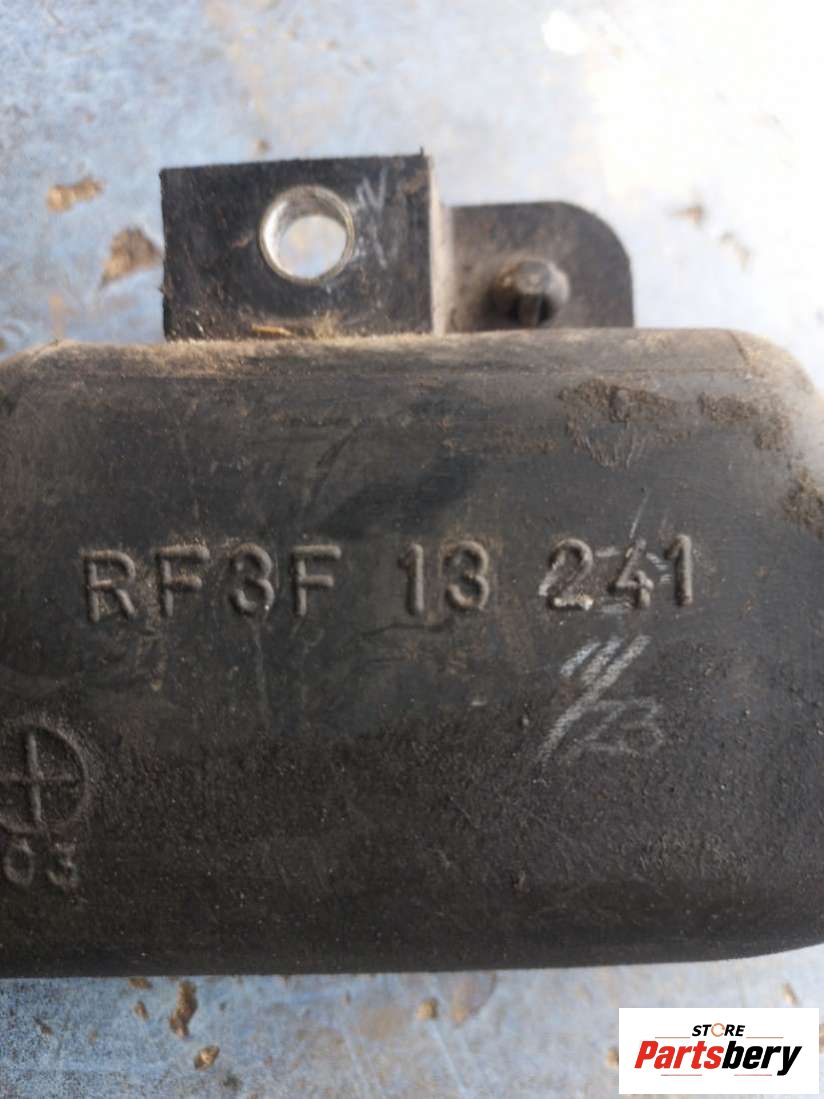 RF3F 13 241
03
STORE
Partsbery